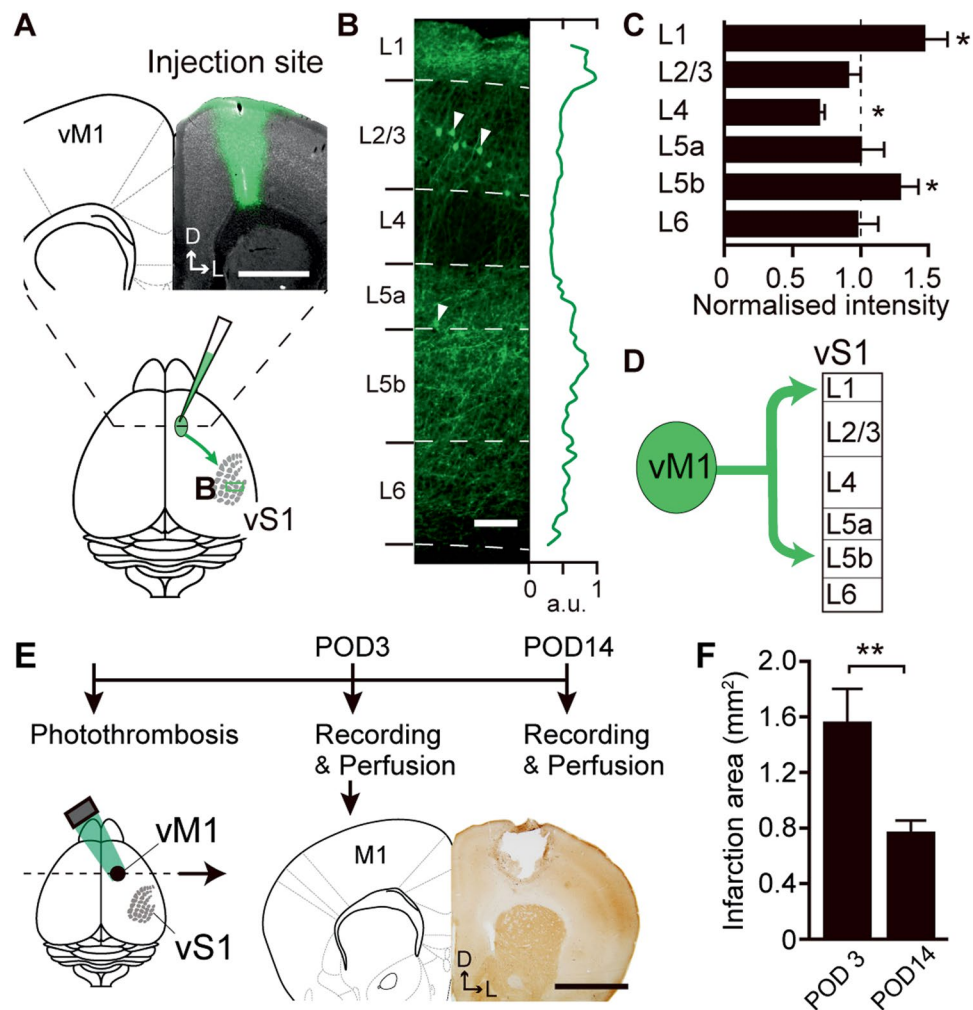 A
Injection site
vM1
D
L
B
vS1
B
L1
L2/3
L4
L5a
L5b
L6
0
1
a.u.
C
L1
*
L2/3
L4
*
L5a
L5b
*
L6
0 0.5 1.0 1.5
Normalised intensity
D
vS1
L1
L2/3
vM1
L4
L5a
L5b
L6
E
POD3
POD14
Photothrombosis
Recording
& Perfusion
Recording
& Perfusion
vM1
vS1
M1
D
L
F
**
2.0
1.6
1.2
0.8
0.4
0
Infarction area (mm²)
POD 3
POD14